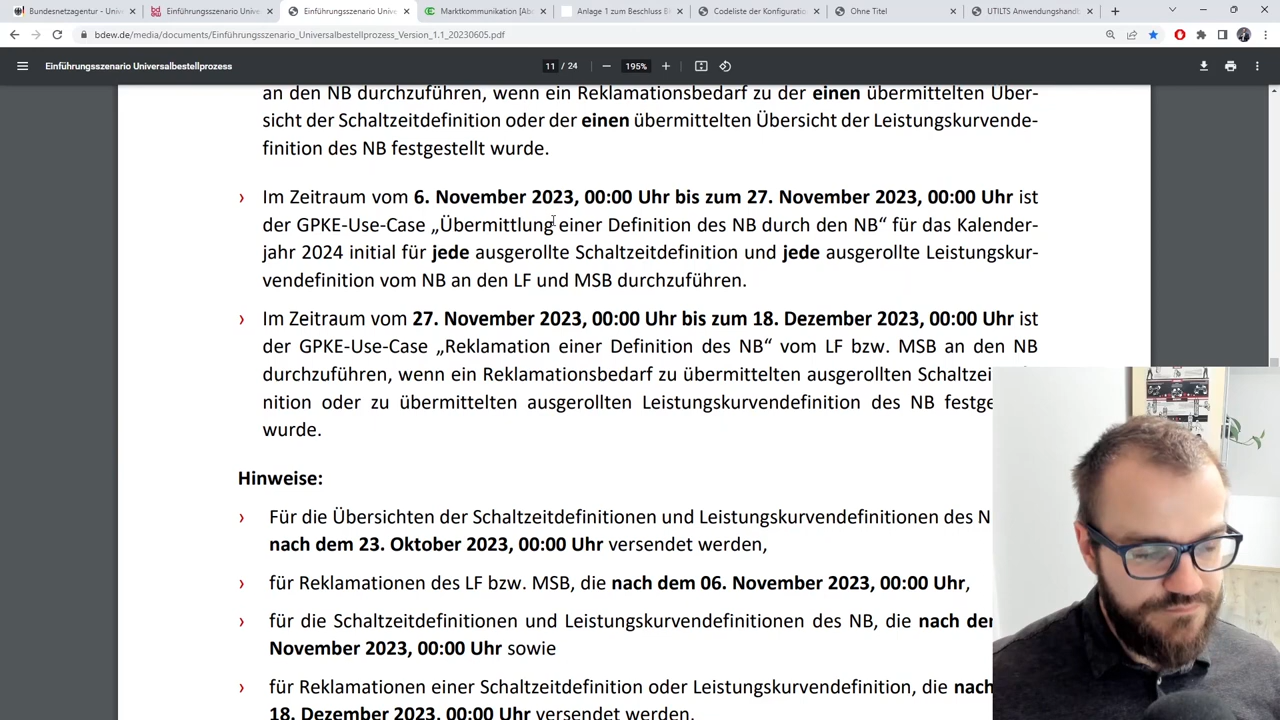 Bundesnetzagentur - Univ
Einführungsszenario Universalbes
Einführungsszenario Universalbes
Marktkommunikation [Abo
Anlage 1 zum Beschluss B
Codeliste der Konfiguration
Ohne Titel
UTILTS Anwendungshandb
bdew.de/media/documents/Einführungsszenario_Universalbestellprozess_Version_1.1_20230605.pdf
Einführungsszenario Universalbestellprozess
11 / 24
195%
an den NB durchzuführen, wenn ein Reklamationsbedarf zu der einen übermittelten Über-
sicht der Schaltzeitdefinition oder der einen übermittelten Übersicht der Leistungskurvende-
finition des NB festgestellt wurde.
› Im Zeitraum vom 6. November 2023, 00:00 Uhr bis zum 27. November 2023, 00:00 Uhr ist
der GPKE-Use-Case „Übermittlung einer Definition des NB durch den NB“ für das Kalender-
jahr 2024 initial für jede ausgerollte Schaltzeitdefinition und jede ausgerollte Leistungskur-
vendefinition vom NB an den LF und MSB durchzuführen.
› Im Zeitraum vom 27. November 2023, 00:00 Uhr bis zum 18. Dezember 2023, 00:00 Uhr ist
der GPKE-Use-Case „Reklamation einer Definition des NB“ vom LF bzw. MSB an den NB
durchzuführen, wenn ein Reklamationsbedarf zu übermittelten ausgerollten Schaltzei
nition oder zu übermittelten ausgerollten Leistungskurvendefinition des NB festge
wurde.
Hinweise:
› Für die Übersichten der Schaltzeitdefinitionen und Leistungskurvendefinitionen des N
nach dem 23. Oktober 2023, 00:00 Uhr versendet werden,
› für Reklamationen des LF bzw. MSB, die nach dem 06. November 2023, 00:00 Uhr,
› für die Schaltzeitdefinitionen und Leistungskurvendefinitionen des NB, die nach de
November 2023, 00:00 Uhr sowie
› für Reklamationen einer Schaltzeitdefinition oder Leistungskurvendefinition, die nach
18. Dezember 2023, 00:00 Uhr versendet werden.